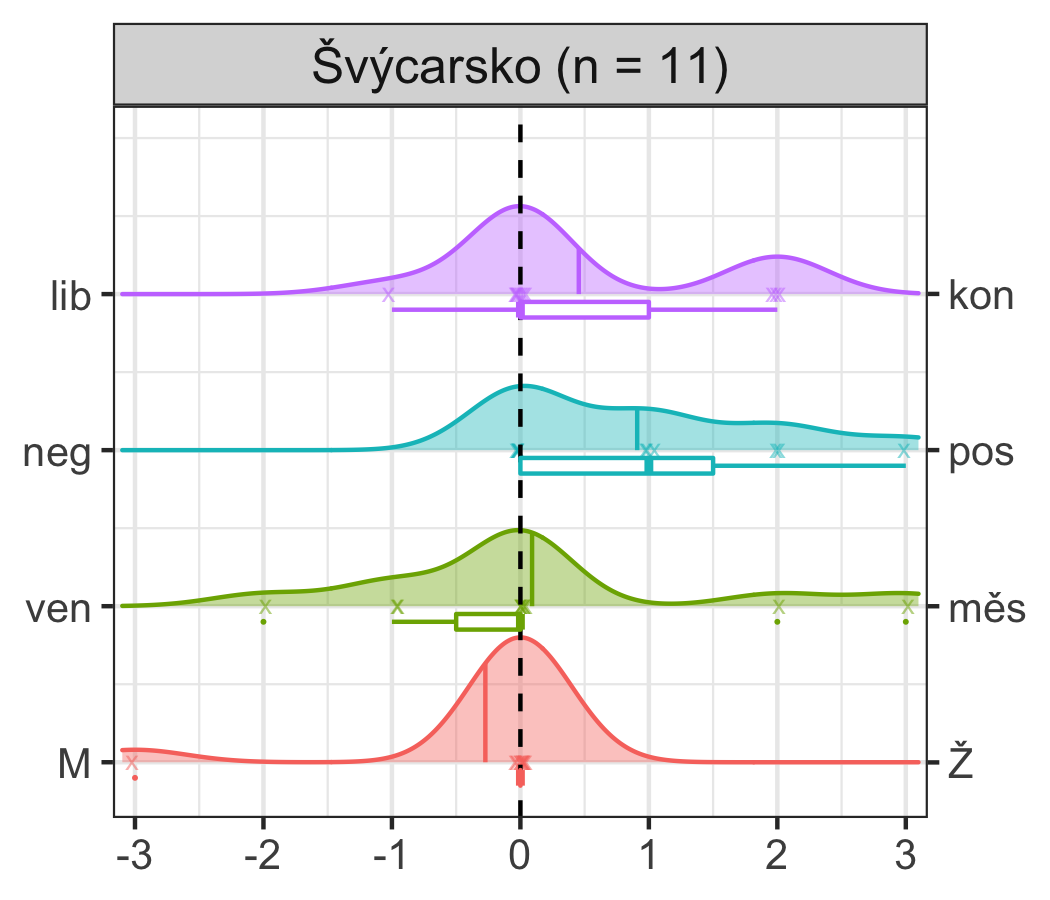 Švýcarsko (n = 11)
lib kon
neg pos
ven měs
M Ž
-3 -2 -1 0 1 2 3